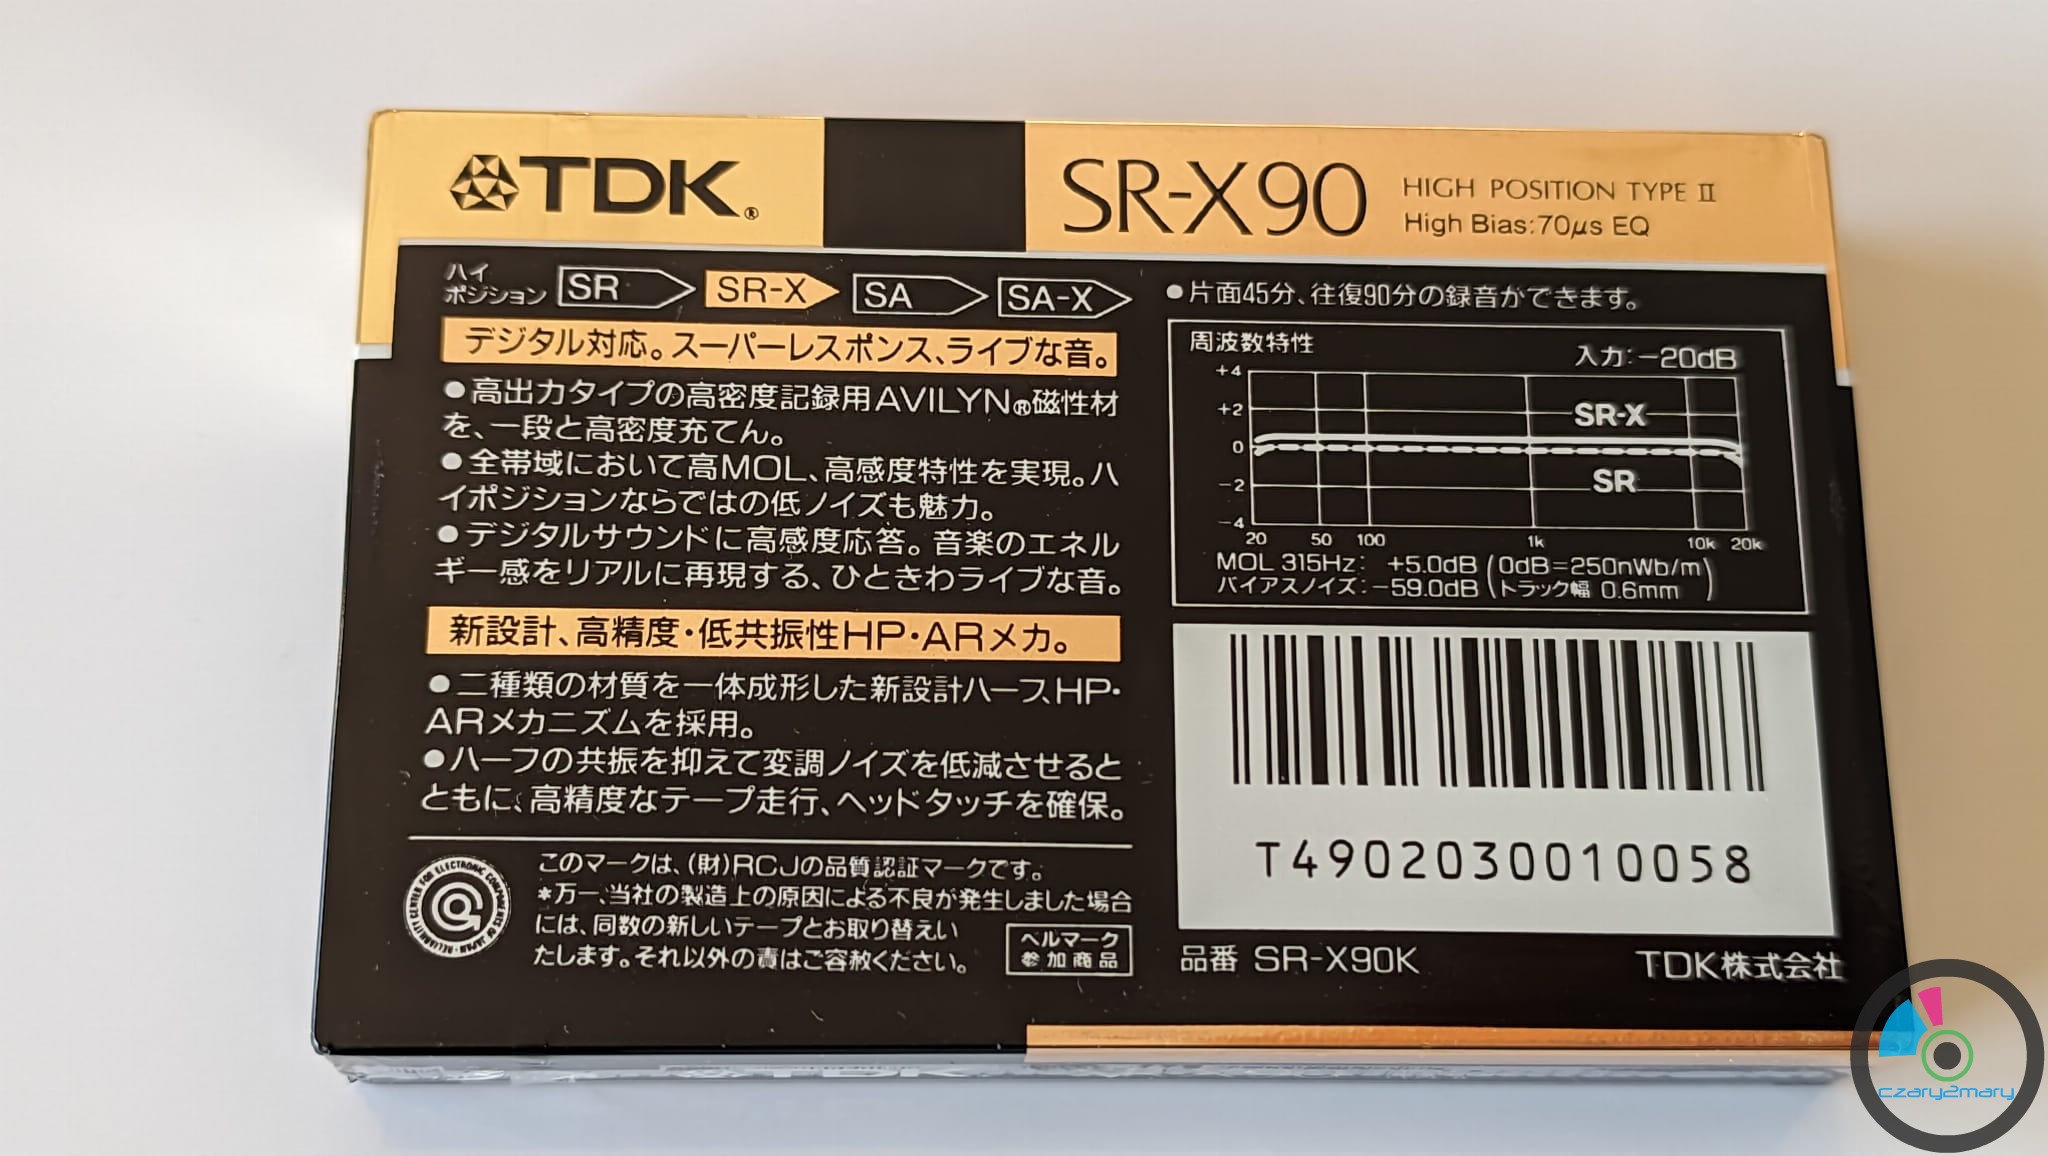 TDK®
SR-X90
HIGH POSITION TYPE II
High Bias:70μs EQ
ハイ
ポジション
SR
SR-X
SA
SA-X
デジタル対応。スーパーレスポンス、ライブな音。
●高出力タイプの高密度記録用AVILYN®磁性材
を、一段と高密度充てん。
●全帯域において高MOL、高感度特性を実現。ハ
イポジションならではの低ノイズも魅力。
●デジタルサウンドに高感度応答。音楽のエネル
ギー感をリアルに再現する、ひときわライブな音。
新設計、高精度・低共振性HP・ARメカ。
●二種類の材質を一体成形した新設計ハーフ、HP・
ARメカニズムを採用。
●ハーフの共振を抑えて変調ノイズを低減させると
ともに、高精度なテープ走行、ヘッドタッチを確保。
このマークは、(財)RCJの品質認証マークです。
*万一、当社の製造上の原因による不良が発生しました場合
には、同数の新しいテープとお取り替えい
たします。それ以外の責はご容赦ください。
ベルマーク
参加商品
RELIABILITY CENTER FOR ELECTRONIC COMPONENTS OF JAPAN
●片面45分、往復90分の録音ができます。
周波数特性
入力:-20dB
+4
+2
0
-2
-4
SR-X
SR
20 50 100 1k 10k 20k
MOL 315Hz: +5.0dB (0dB=250nWb/m
バイアスノイズ:-59.0dB トラック幅 0.6mm)
T4902030010058
品番 SR-X90K
TDK株式会社
czary2mary